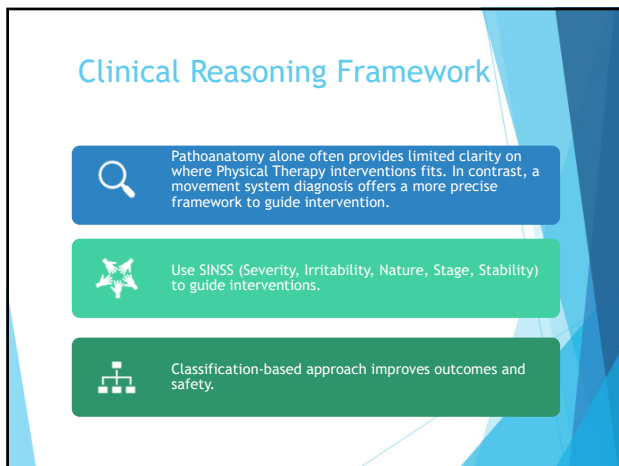 Clinical Reasoning Framework
Pathoanatomy alone often provides limited clarity on
where Physical Therapy interventions fits. In contrast, a
movement system diagnosis offers a more precise
framework to guide intervention.
Use SINSS (Severity, Irritability, Nature, Stage, Stability)
to guide interventions.
Classification-based approach improves outcomes and
safety.